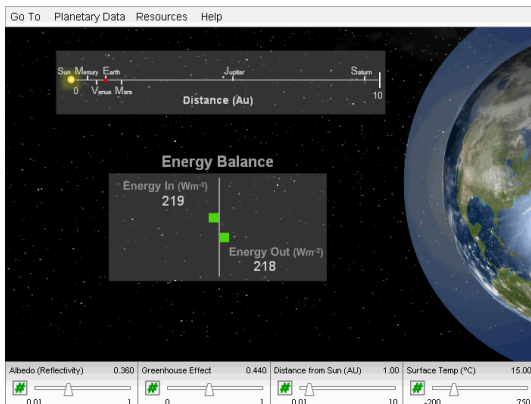 Go To Planetary Data Resources Help
Sun Mercury Earth Jupiter Saturn
0 Venus Mars 10
Distance (Au)
Energy Balance
Energy In (Wm-2)
219
Energy Out (Wm-2)
218
Albedo (Reflectivity) 0.360 Greenhouse Effect 0.440 Distance from Sun (AU) 1.00 Surface Temp (°C) 15.00
# # # #
0.01 1 0 1 0.01 10 -200 750